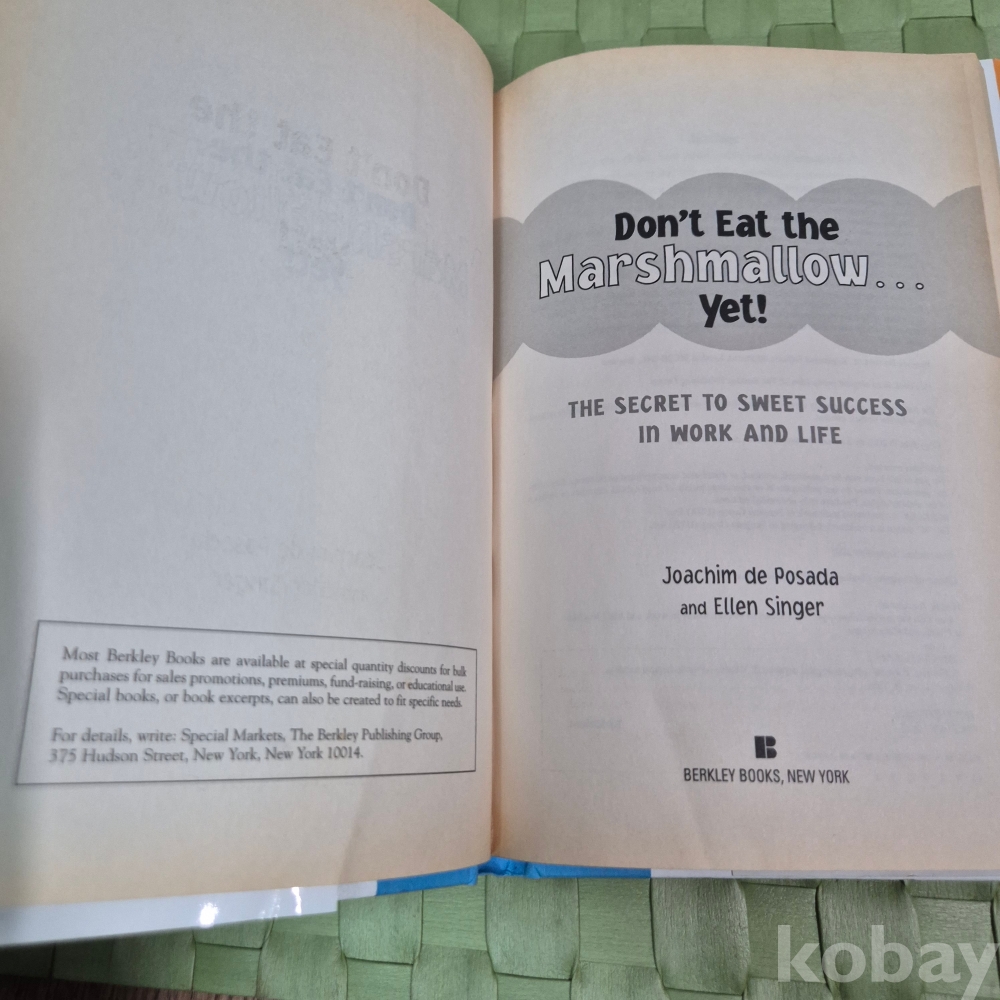 Most Berkley Books are available at special quantity discounts for bulk
purchases for sales promotions, premiums, fund-raising, or educational use.
Special books, or book excerpts, can also be created to fit specific needs.
For details, write: Special Markets, The Berkley Publishing Group,
375 Hudson Street, New York, New York 10014.
Don't Eat the
Marshmallow...
Yet!
THE SECRET TO SWEET SUCCESS
IN WORK AND LIFE
Joachim de Posada
and Ellen Singer
B
BERKLEY BOOKS, NEW YORK
kobay